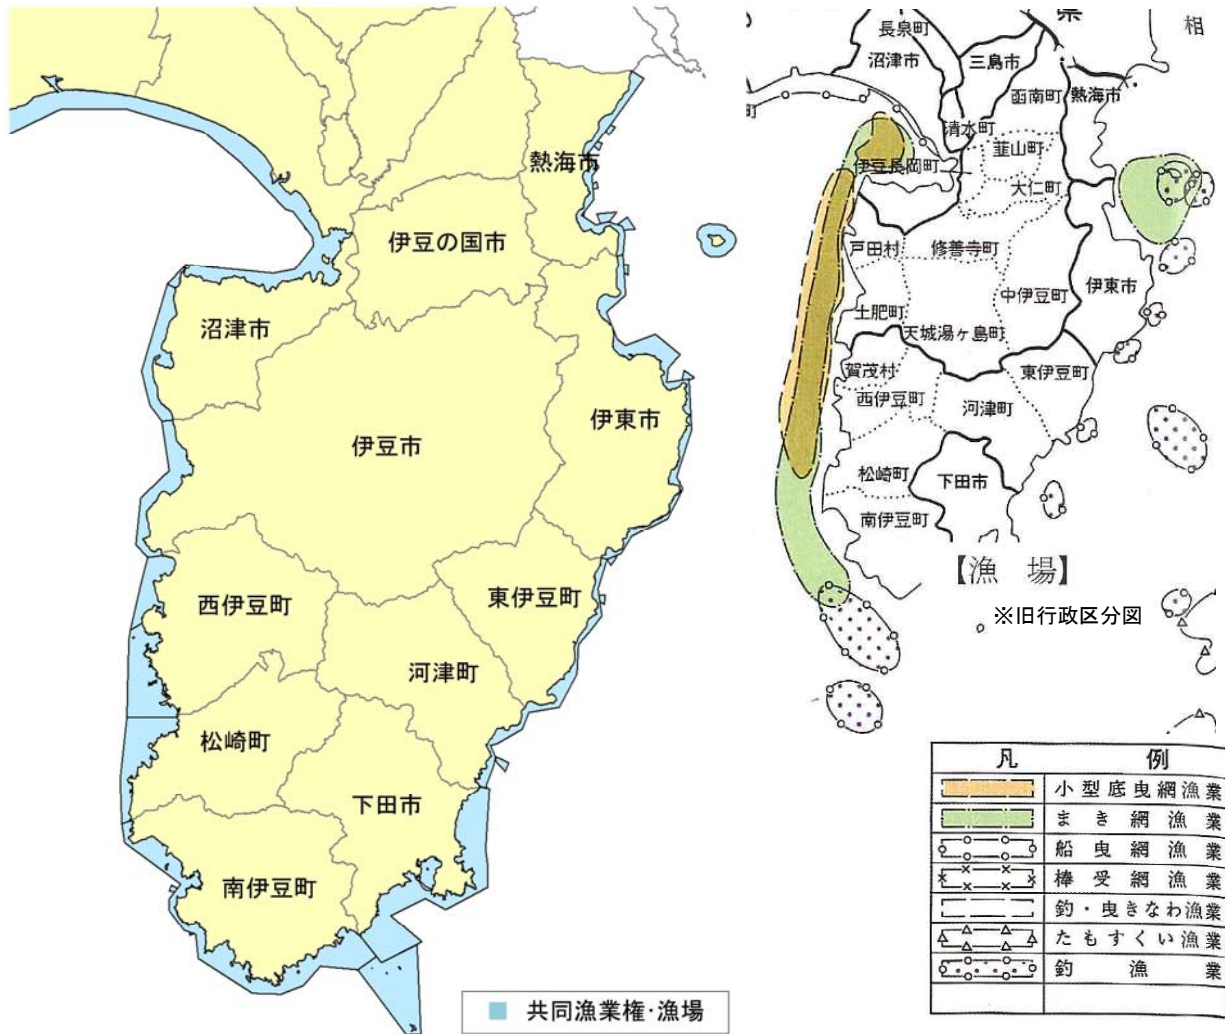 熱海市
伊豆の国市
沼津市
伊東市
伊豆市
東伊豆町
西伊豆町
河津町
松崎町
下田市
南伊豆町
共同漁業権・漁場
県
相
長泉町
沼津市
三島市
函南町
熱海市
町
清水町
韮山町
伊豆長岡町
大仁町
戸田村
修善寺町
伊東市
中伊豆町
土肥町
天城湯ヶ島町
賀茂村
東伊豆町
西伊豆町
河津町
松崎町
下田市
南伊豆町
【漁 場】
※旧行政区分図
凡 例
小型底曳網漁業
まき網漁業
船曳網漁業
棒受網漁業
釣・曳きなわ漁業
たもすくい漁業
釣漁業